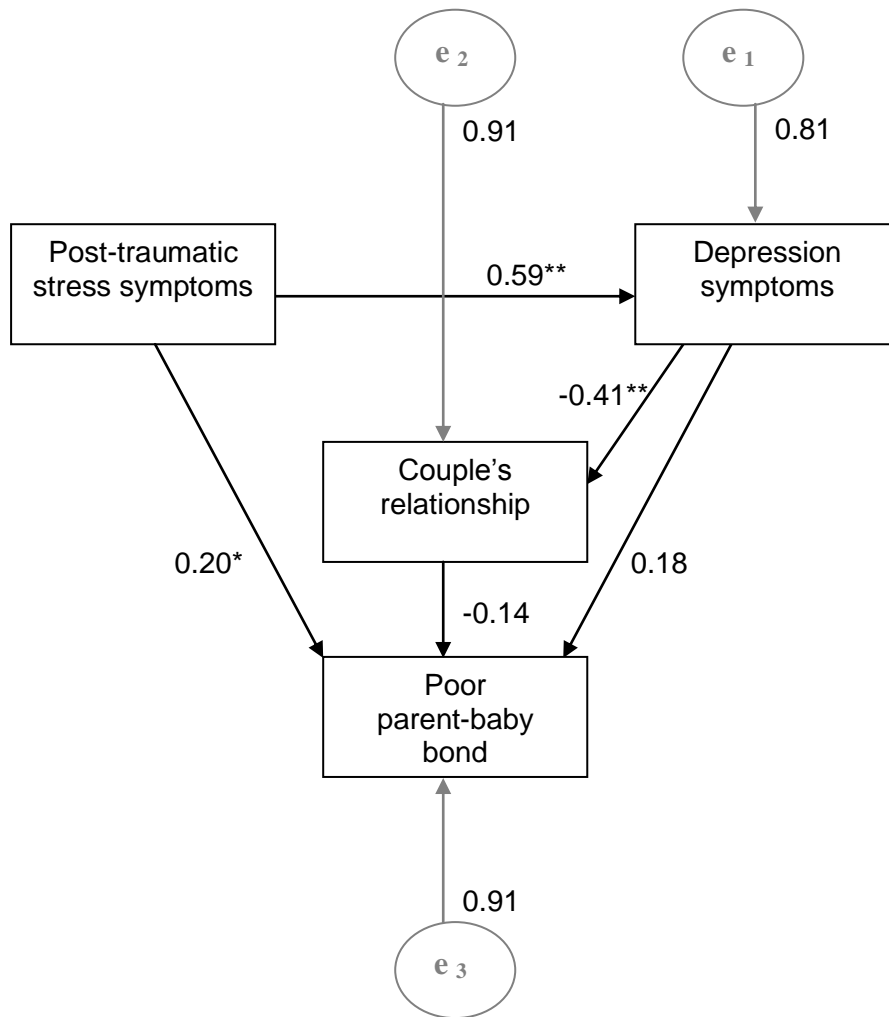 e 2
e 1
0.91
0.81
Post-traumatic
stress symptoms
Depression
symptoms
0.59**
-0.41**
Couple’s
relationship
0.20*
0.18
-0.14
Poor
parent-baby
bond
0.91
e 3